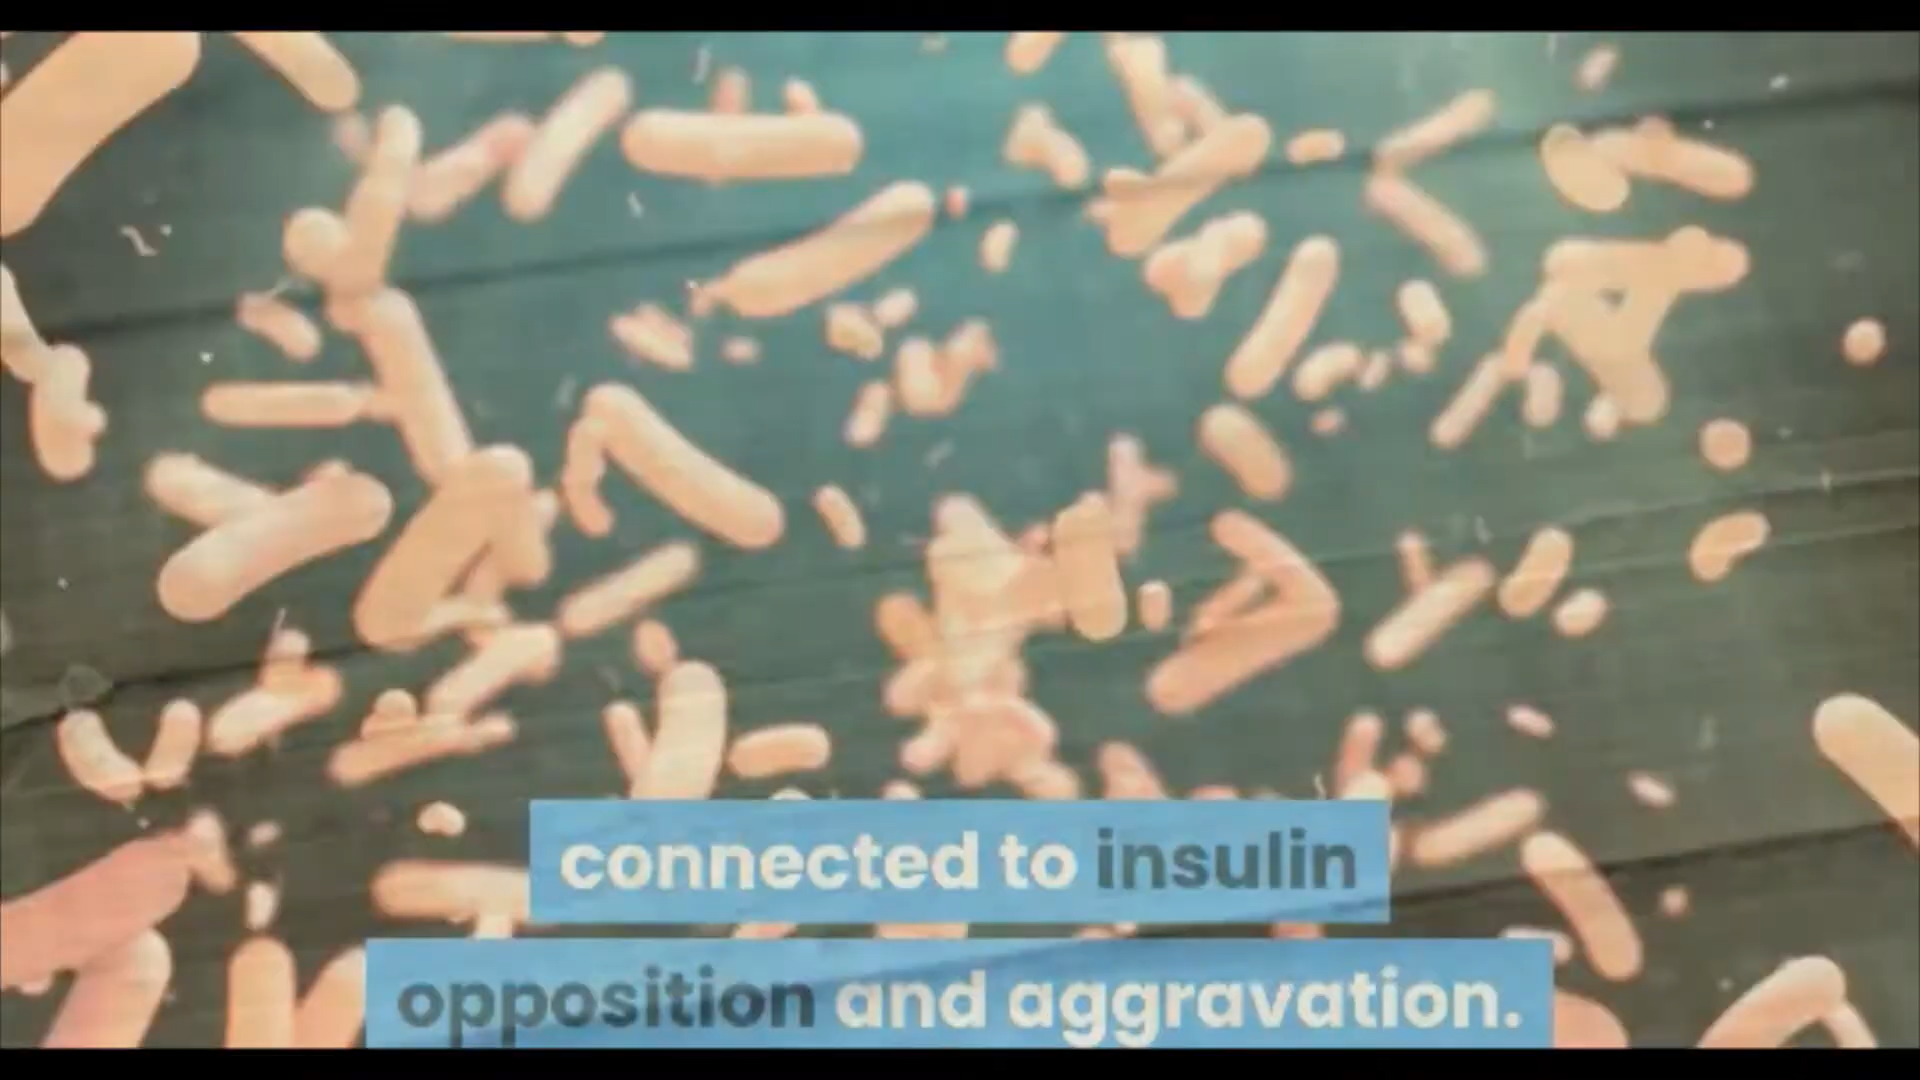 connected to insulin
opposition and aggravation.